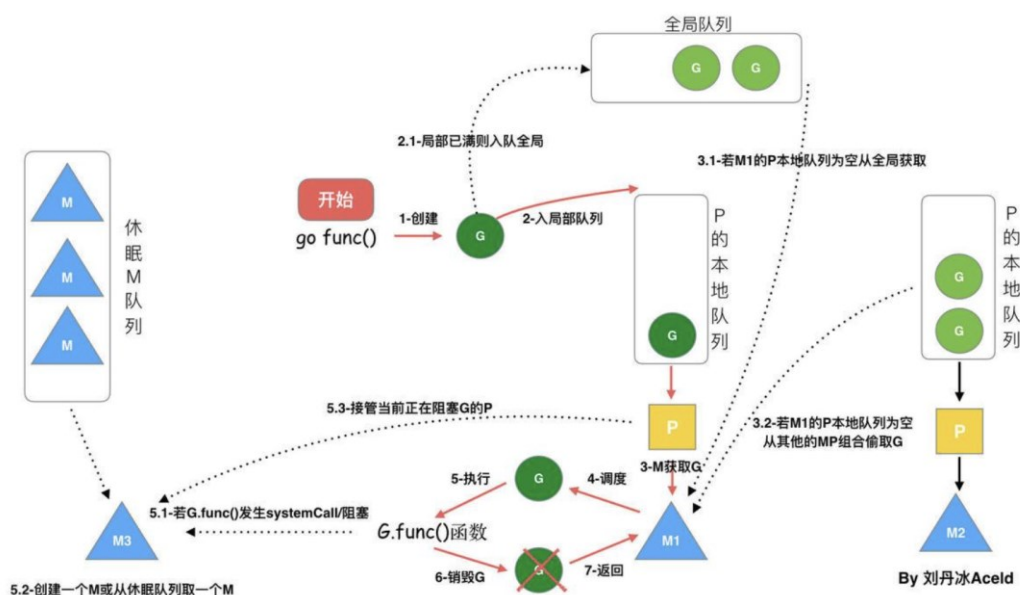 全局队列
G
G
2.1-局部已满则入队全局
3.1-若M1的P本地队列为空从全局获取
M
M
M
休眠M队列
开始
go func()
1-创建
G
2-入局部队列
G
P的本地队列
G
G
P的本地队列
5.3-接管当前正在阻塞G的P
P
3-M获取G
3.2-若M1的P本地队列为空
从其他的MP组合偷取G
P
5-执行
G
4-调度
M3
5.1-若G.func()发生systemCall/阻塞
G.func()函数
M1
M2
6-销毁G
G
7-返回
5.2-创建一个M或从休眠队列取一个M
By 刘丹冰Aceld